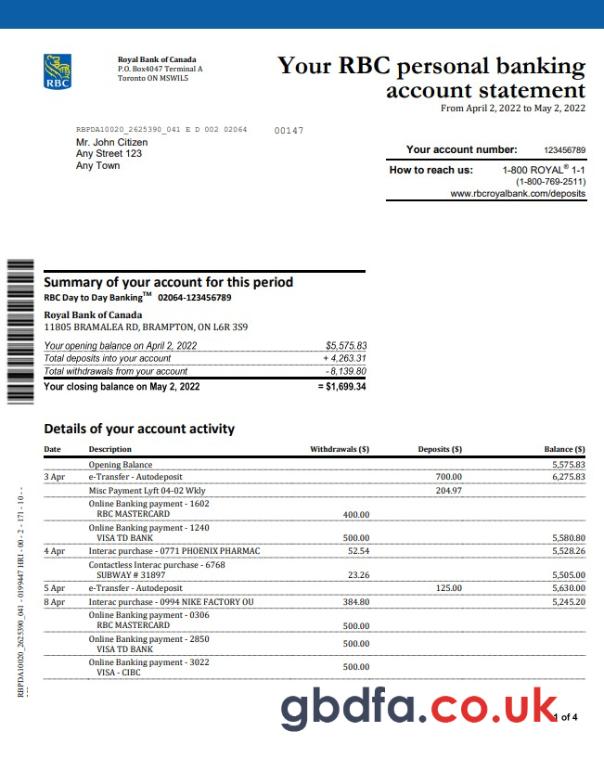 RBC
Royal Bank of Canada
P.O. Box4047 Terminal A
Toronto ON MSWIL5
Your RBC personal banking
account statement
From April 2, 2022 to May 2, 2022
RBPDA10020_2625390_041 E D 002 02064 00147
Mr. John Citizen
Any Street 123
Any Town
Your account number: 123456789
How to reach us: 1-800 ROYAL® 1-1
(1-800-769-2511)
www.rbcroyalbank.com/deposits
Summary of your account for this period
RBC Day to Day Banking™ 02064-123456789
Royal Bank of Canada
11805 BRAMALEA RD, BRAMPTON, ON L6R 3S9
Your opening balance on April 2, 2022 $5,575.83
Total deposits into your account + 4,263.31
Total withdrawals from your account - 8,139.80
Your closing balance on May 2, 2022 = $1,699.34
Details of your account activity
Date Description Withdrawals ($) Deposits ($) Balance ($)
Opening Balance 5,575.83
3 Apr e-Transfer - Autodeposit 700.00 6,275.83
Misc Payment Lyft 04-02 Wkly 204.97
Online Banking payment - 1602
RBC MASTERCARD 400.00
Online Banking payment - 1240
VISA TD BANK 500.00 5,580.80
4 Apr Interac purchase - 0771 PHOENIX PHARMAC 52.54 5,528.26
Contactless Interac purchase - 6768
SUBWAY # 31897 23.26 5,505.00
5 Apr e-Transfer - Autodeposit 125.00 5,630.00
8 Apr Interac purchase - 0994 NIKE FACTORY OU 384.80 5,245.20
Online Banking payment - 0306
RBC MASTERCARD 500.00
Online Banking payment - 2850
VISA TD BANK 500.00
Online Banking payment - 3022
VISA - CIBC 500.00
RBPDA10020_2625390_041 - 0199447 HRI - 00 - 2 - 171 - 10 - -
gbdfa.co.uk
1 of 4